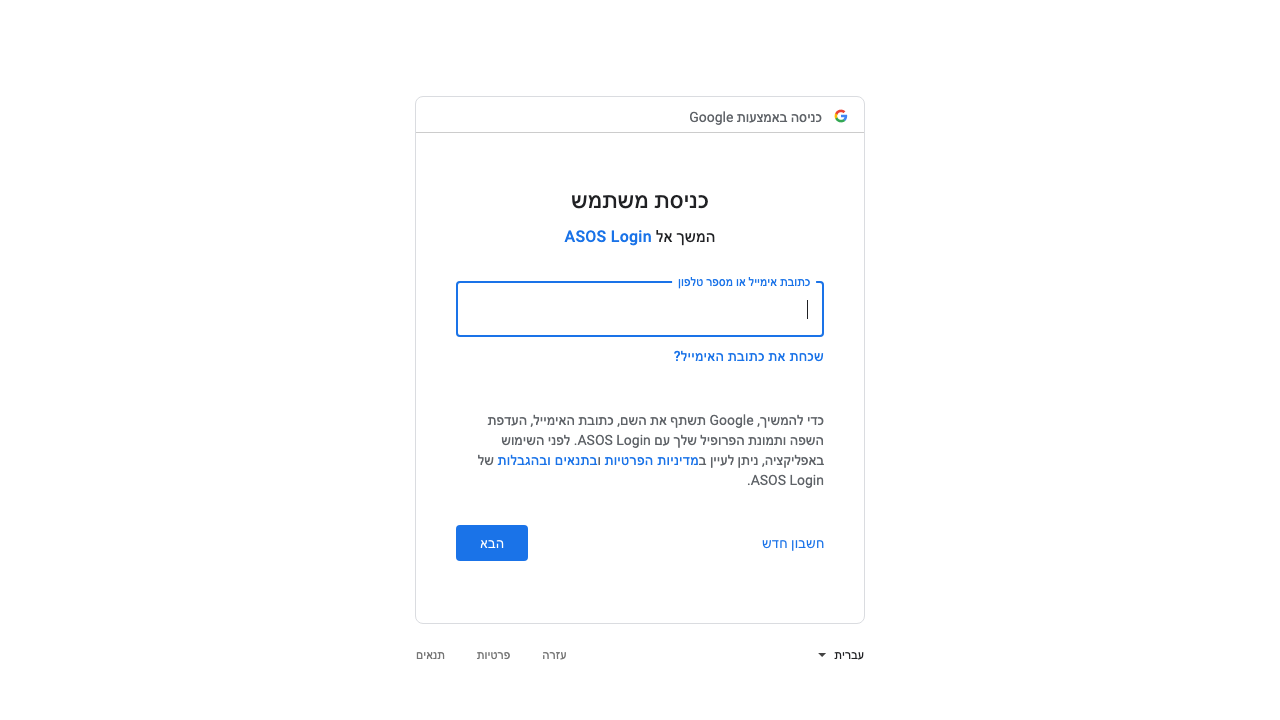 כניסה באמצעות Google
כניסת משתמש
המשך אל ASOS Login
כתובת אימייל או מספר טלפון
שכחת את כתובת האימייל?
כדי להמשיך, Google תשתף את השם, כתובת האימייל, העדפת
השפה ותמונת הפרופיל שלך עם ASOS Login. לפני השימוש
באפליקציה, ניתן לעיין במדיניות הפרטיות ובתנאים ובהגבלות של
ASOS Login.
חשבון חדש
הבא
עברית
עזרה
פרטיות
תנאים